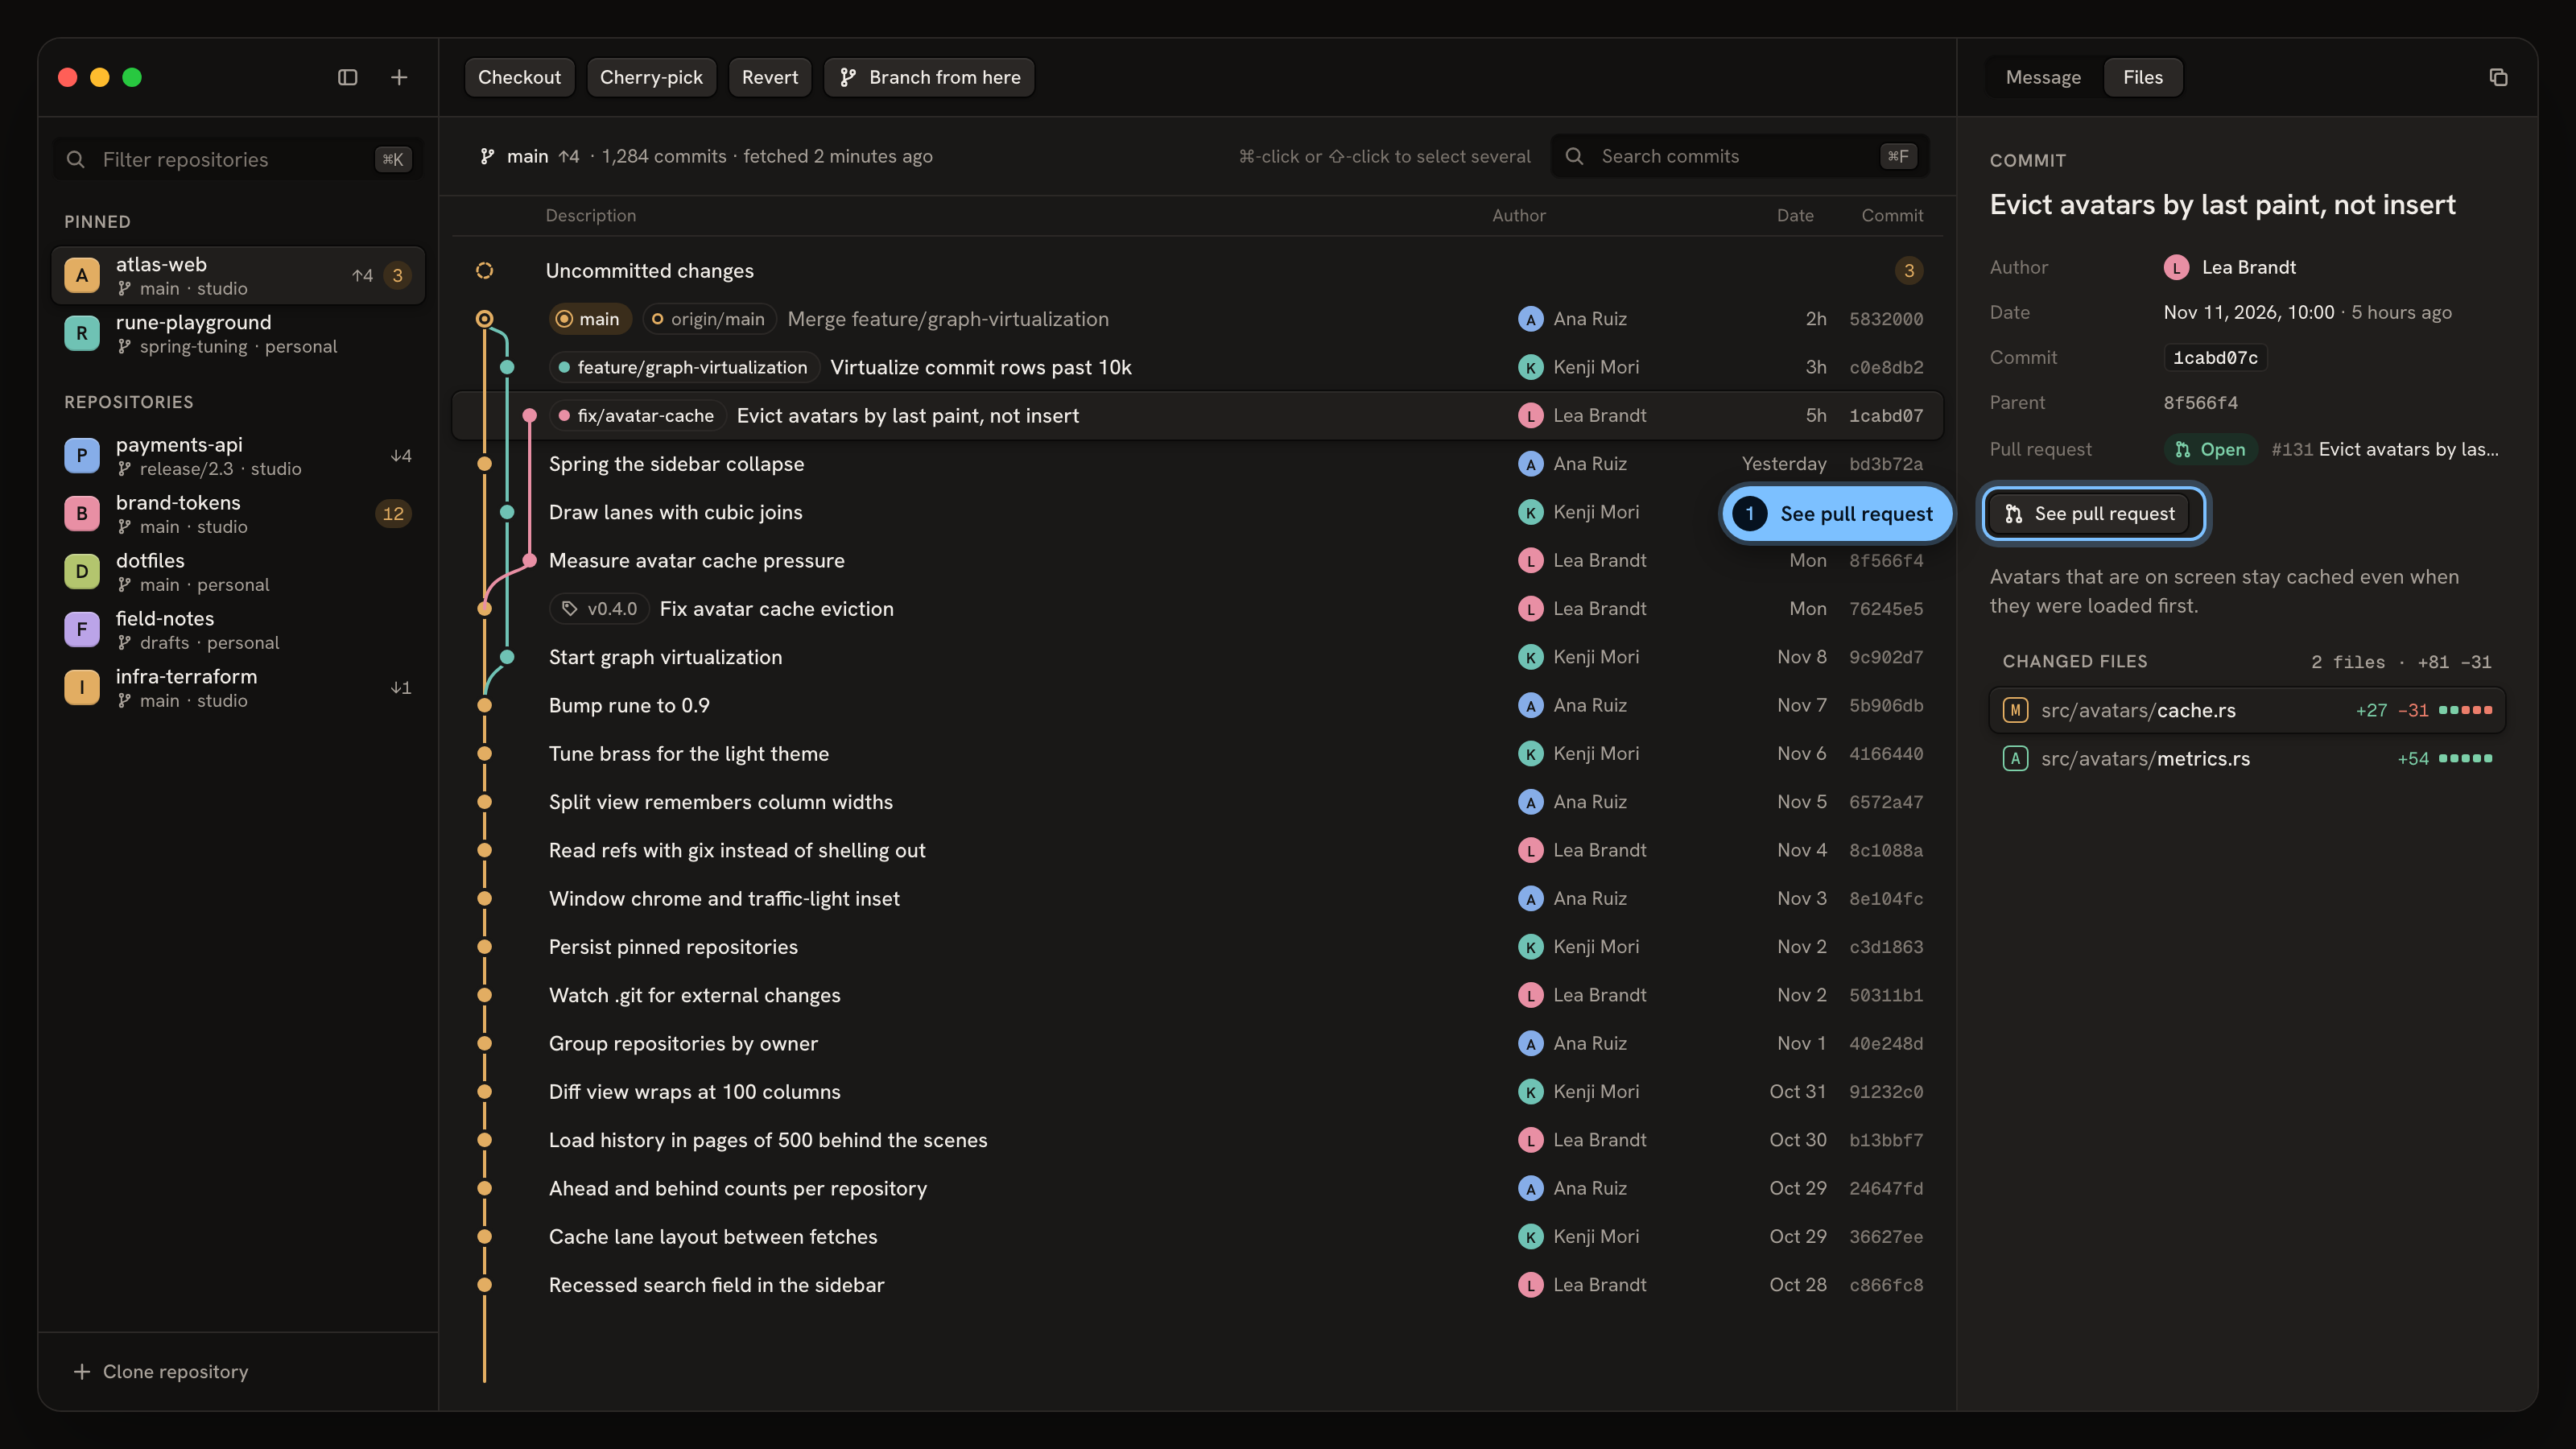 Checkout
Cherry-pick
Revert
Branch from here
Message
Files
Filter repositories
⌘K
PINNED
A
atlas-web
main · studio
↑4
3
R
rune-playground
spring-tuning · personal
REPOSITORIES
P
payments-api
release/2.3 · studio
↓4
B
brand-tokens
main · studio
12
D
dotfiles
main · personal
F
field-notes
drafts · personal
I
infra-terraform
main · studio
↓1
Clone repository
main ↑4 · 1,284 commits · fetched 2 minutes ago
⌘-click or ⇧-click to select several
Search commits
⌘F
Description Author Date Commit
Uncommitted changes 3
main origin/main Merge feature/graph-virtualization A Ana Ruiz 2h 5832000
feature/graph-virtualization Virtualize commit rows past 10k K Kenji Mori 3h c0e8db2
fix/avatar-cache Evict avatars by last paint, not insert L Lea Brandt 5h 1cabd07
Spring the sidebar collapse A Ana Ruiz Yesterday bd3b72a
Draw lanes with cubic joins K Kenji Mori
1 See pull request
Measure avatar cache pressure L Lea Brandt Mon 8f566f4
v0.4.0 Fix avatar cache eviction L Lea Brandt Mon 76245e5
Start graph virtualization K Kenji Mori Nov 8 9c902d7
Bump rune to 0.9 A Ana Ruiz Nov 7 5b906db
Tune brass for the light theme K Kenji Mori Nov 6 4166440
Split view remembers column widths A Ana Ruiz Nov 5 6572a47
Read refs with gix instead of shelling out L Lea Brandt Nov 4 8c1088a
Window chrome and traffic-light inset A Ana Ruiz Nov 3 8e104fc
Persist pinned repositories K Kenji Mori Nov 2 c3d1863
Watch .git for external changes L Lea Brandt Nov 2 50311b1
Group repositories by owner A Ana Ruiz Nov 1 40e248d
Diff view wraps at 100 columns K Kenji Mori Oct 31 91232c0
Load history in pages of 500 behind the scenes L Lea Brandt Oct 30 b13bbf7
Ahead and behind counts per repository A Ana Ruiz Oct 29 24647fd
Cache lane layout between fetches K Kenji Mori Oct 29 36627ee
Recessed search field in the sidebar L Lea Brandt Oct 28 c866fc8
COMMIT
Evict avatars by last paint, not insert
Author L Lea Brandt
Date Nov 11, 2026, 10:00 · 5 hours ago
Commit 1cabd07c
Parent 8f566f4
Pull request Open #131 Evict avatars by las...
See pull request
Avatars that are on screen stay cached even when
they were loaded first.
CHANGED FILES 2 files · +81 −31
M src/avatars/cache.rs +27 −31
A src/avatars/metrics.rs +54